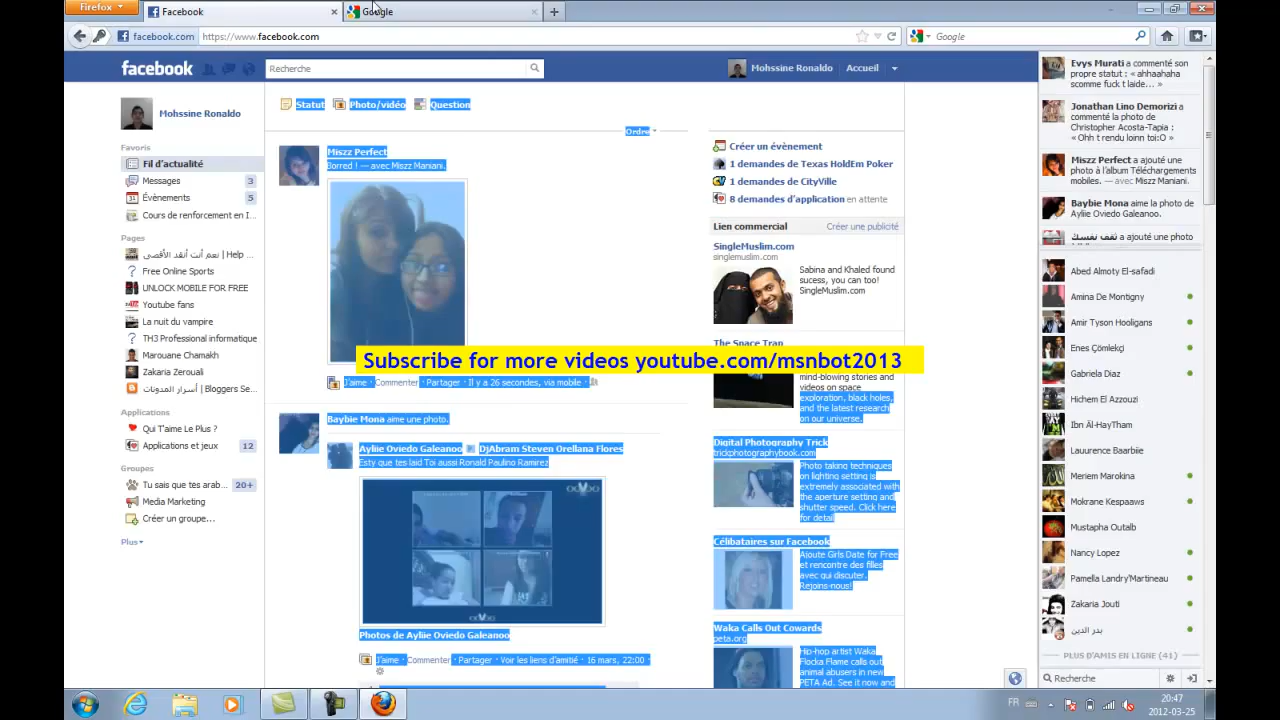 Firefox
Facebook
Google
facebook.com
https://www.facebook.com
Google
facebook
Recherche
Mohssine Ronaldo
Accueil
Mohssine Ronaldo
Favoris
Fil d'actualité
Messages
3
Évènements
5
Cours de renforcement en I...
Pages
نعم أنت أنقد الأقصى | Help ...
Free Online Sports
UNLOCK MOBILE FOR FREE
Youtube fans
La nuit du vampire
TH3 Professional informatique
Marouane Chamakh
Zakaria Zerouali
أسرار المدونات | Bloggers Se...
Applications
Qui T'aime Le Plus ?
Applications et jeux
12
Groupes
Tu sais que tes arab...
20+
Media Marketing
Créer un groupe...
Plus
Statut
Photo/vidéo
Question
Ordre
Miszz Perfect
Borred ! — avec Miszz Maniani.
J'aime · Commenter · Partager · Il y a 26 secondes, via mobile ·
Baybie Mona aime une photo.
Ayliie Oviedo Galeanoo
DjAbram Steven Orellana Flores
Esty que tes laid Toi aussi Ronald Paulino Ramirez
ooVoo
ooVoo
Photos de Ayliie Oviedo Galeanoo
J'aime · Commenter · Partager · Voir les liens d'amitié · 16 mars, 22:00 ·
Subscribe for more videos youtube.com/msnbot2013
Créer un évènement
1 demandes de Texas HoldEm Poker
1 demandes de CityVille
8 demandes d'application en attente
Lien commercial
Créer une publicité
SingleMuslim.com
singlemuslim.com
Sabina and Khaled found
sucess, you can too!
SingleMuslim.com
The Space Trap
mind-blowing stories and
videos on space
exploration, black holes,
and the latest research
on our universe.
Digital Photography Trick
trickphotographybook.com
Photo taking techniques
on lighting setting is
extremely associated with
the aperture setting and
shutter speed. Click here
for detail
Célibataires sur Facebook
Ajoute Girls Date for Free
et rencontre des filles
avec qui discuter.
Rejoins-nous!
Waka Calls Out Cowards
peta.org
Hip-hop artist Waka
Flocka Flame calls out
animal abusers in new
PETA Ad. See it now and
Evys Murati a commenté son
propre statut : « ahhaahaha
comme fuck t laide... »
Jonathan Lino Demorizi a
commenté la photo de
Christopher Acosta-Tapia :
« Ohh t rendu loinn toi:O »
Miszz Perfect a ajouté une
photo à l'album Téléchargements
mobiles. — avec Miszz Maniani.
Baybie Mona aime la photo de
Ayliie Oviedo Galeanoo.
ثقف نفسك a ajouté une photo
Abed Almoty El-safadi
Amina De Montigny
Amir Tyson Hooligans
Enes Çömlekçi
Gabriela Diaz
Hichem El Azzouzi
Ibn Äl-HayTham
Lauurence Baarbiie
Meriem Marokina
Mokrane Kespaaws
Mustapha Outalb
Nancy Lopez
Pamella Landry'Martineau
Zakaria Jouti
بدر الدين
PLUS D'AMIS EN LIGNE (41)
Recherche
FR
20:47
2012-03-25